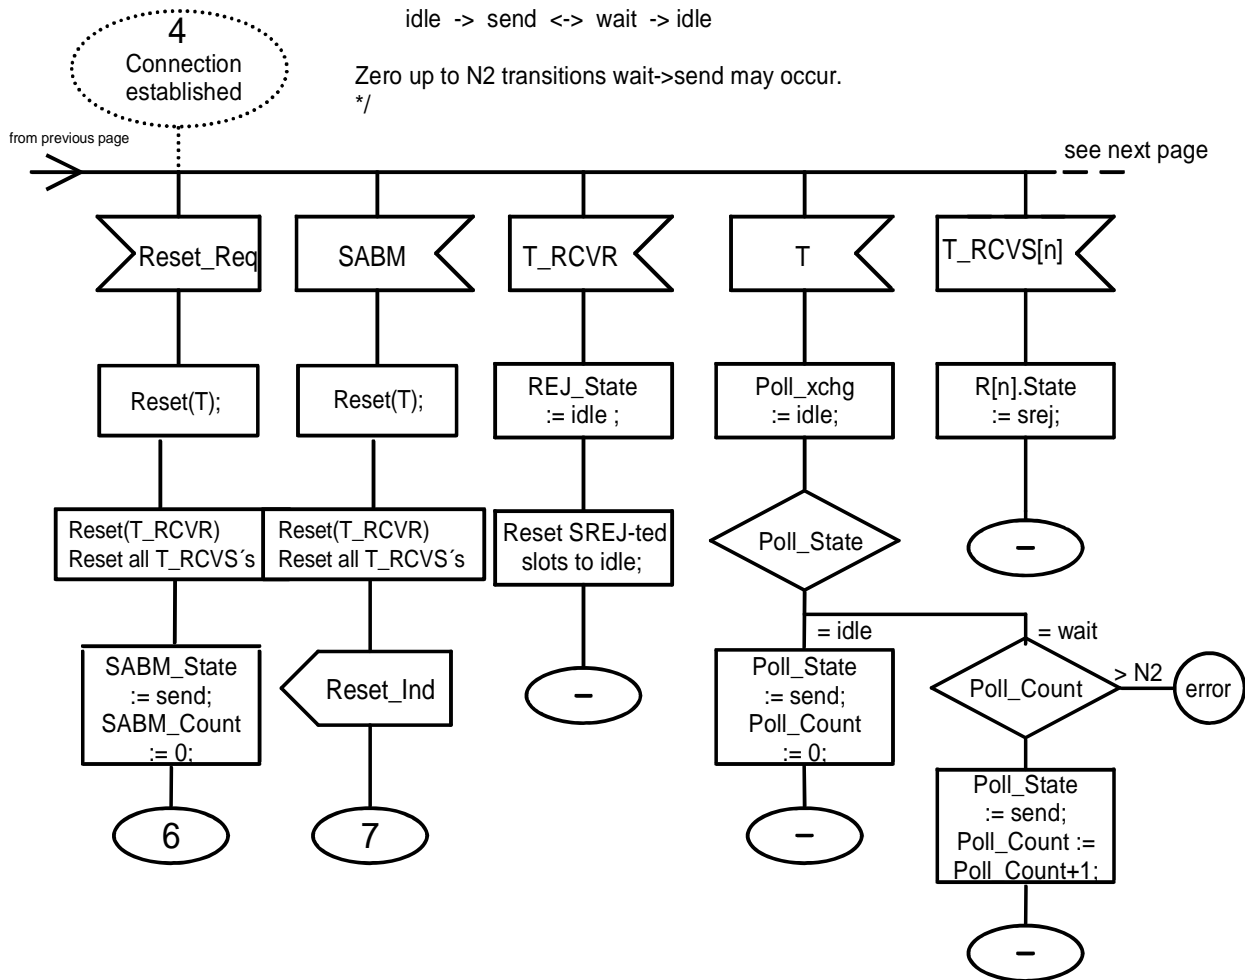 idle -> send <-> wait -> idle
4
Connection
established
Zero up to N2 transitions wait->send may occur.
*/
from previous page
see next page
Reset_Req
SABM
T_RCVR
T
T_RCVS[n]
Reset(T);
Reset(T);
REJ_State
:= idle ;
Poll_xchg
:= idle;
R[n].State
:= srej;
Reset(T_RCVR)
Reset all T_RCVS´s
Reset(T_RCVR)
Reset all T_RCVS´s
Reset SREJ-ted
slots to idle;
Poll_State
–
= idle
= wait
SABM_State
:= send;
SABM_Count
:= 0;
Reset_Ind
–
Poll_State
:= send;
Poll_Count
:= 0;
Poll_Count
> N2
error
6
7
–
Poll_State
:= send;
Poll_Count :=
Poll_Count+1;
–